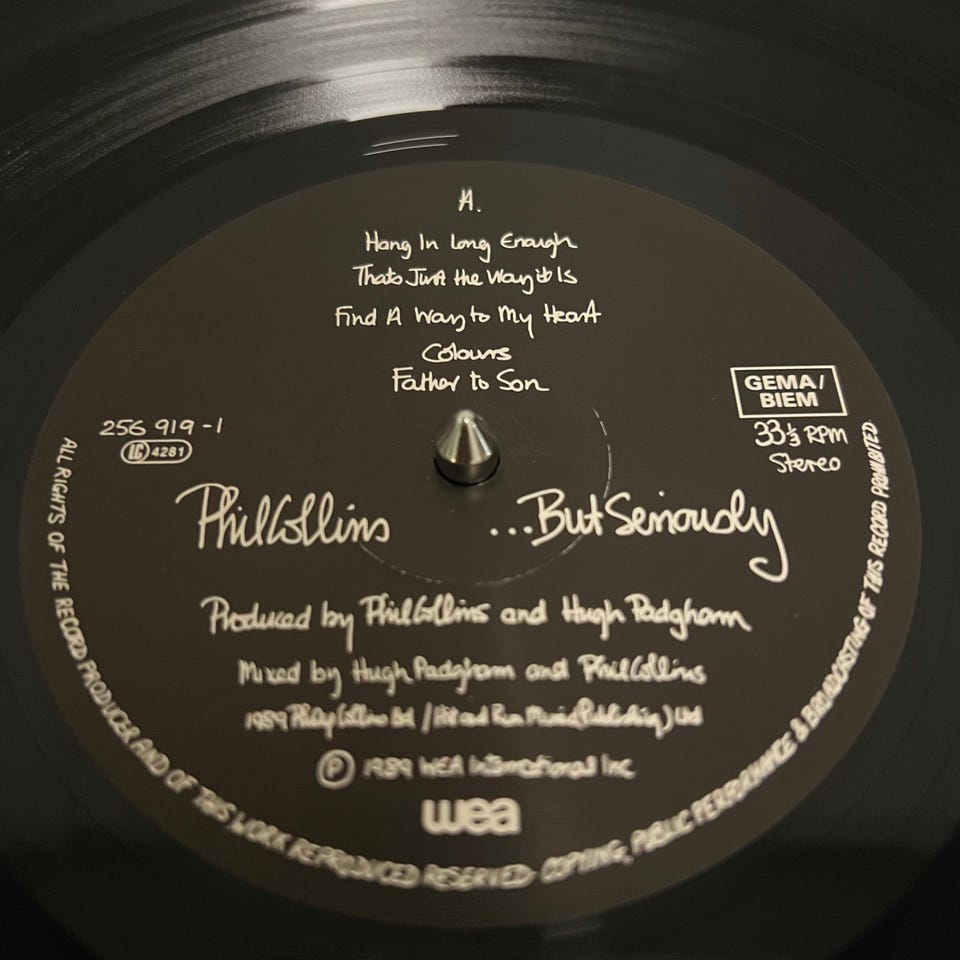 A.
Hang In Long Enough
Thats Just the Way it Is
Find A Way to My Heart
Colours
Father to Son
GEMA/
BIEM
256 919-1
LC 4281
33⅓ RPM
Stereo
Phil Collins ...But Seriously
Produced by Phil Collins and Hugh Padgham
Mixed by Hugh Padgham and Phil Collins
1989 Philip Collins Ltd / Hit and Run Music (Publishing) Ltd
℗ 1989 WEA International Inc
wea
ALL RIGHTS OF THE RECORD PRODUCER AND OF THIS WORK REPRODUCED RESERVED - COPYING, PUBLIC PERFORMANCE & BROADCASTING OF THIS RECORD PROHIBITED